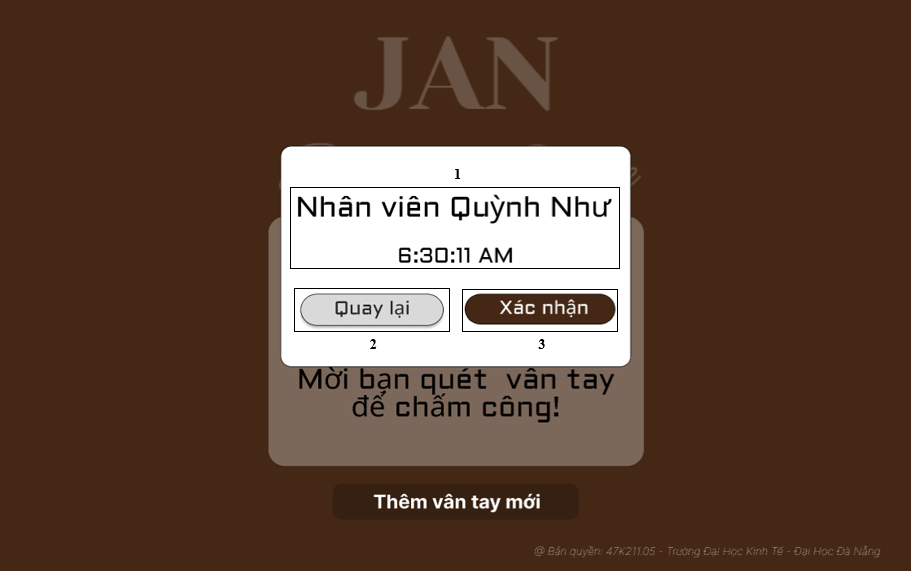 JAN
1
Nhân viên Quỳnh Như
6:30:11 AM
Quay lại
Xác nhận
2
3
Mời bạn quét vân tay
để chấm công!
Thêm vân tay mới
@ Bản quyền: 47K211.05 - Trường Đại Học Kinh Tế - Đại Học Đà Nẵng